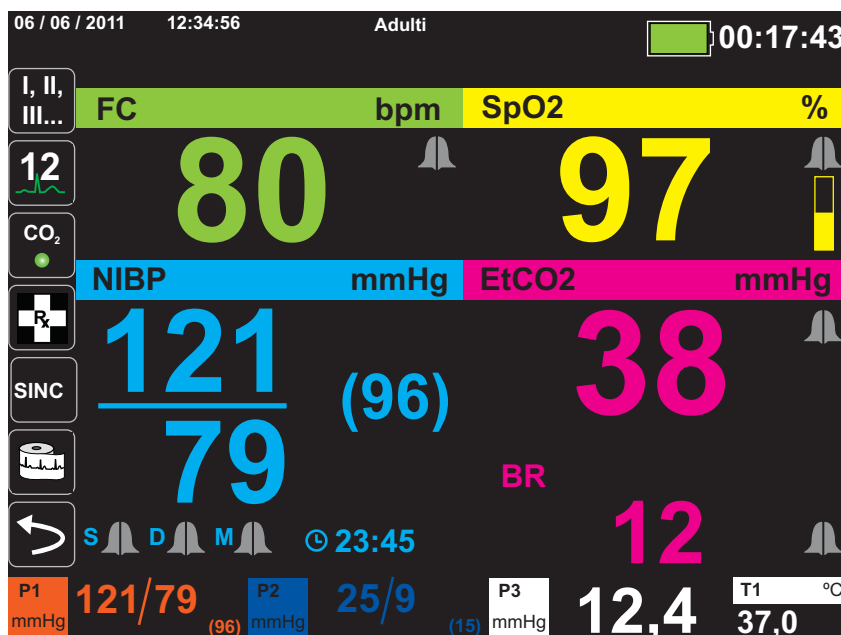 06 / 06 / 2011 12:34:56 Adulti 00:17:43
I, II,
III...
FC bpm SpO2 %
80 97
12
CO₂
NIBP mmHg EtCO2 mmHg
Rx
121 38
(96)
SINC
79
BR
12
S D M 23:45
P1 121/79 P2 25/9 P3 12,4 T1 ºC
mmHg (96) mmHg (15) mmHg 37,0